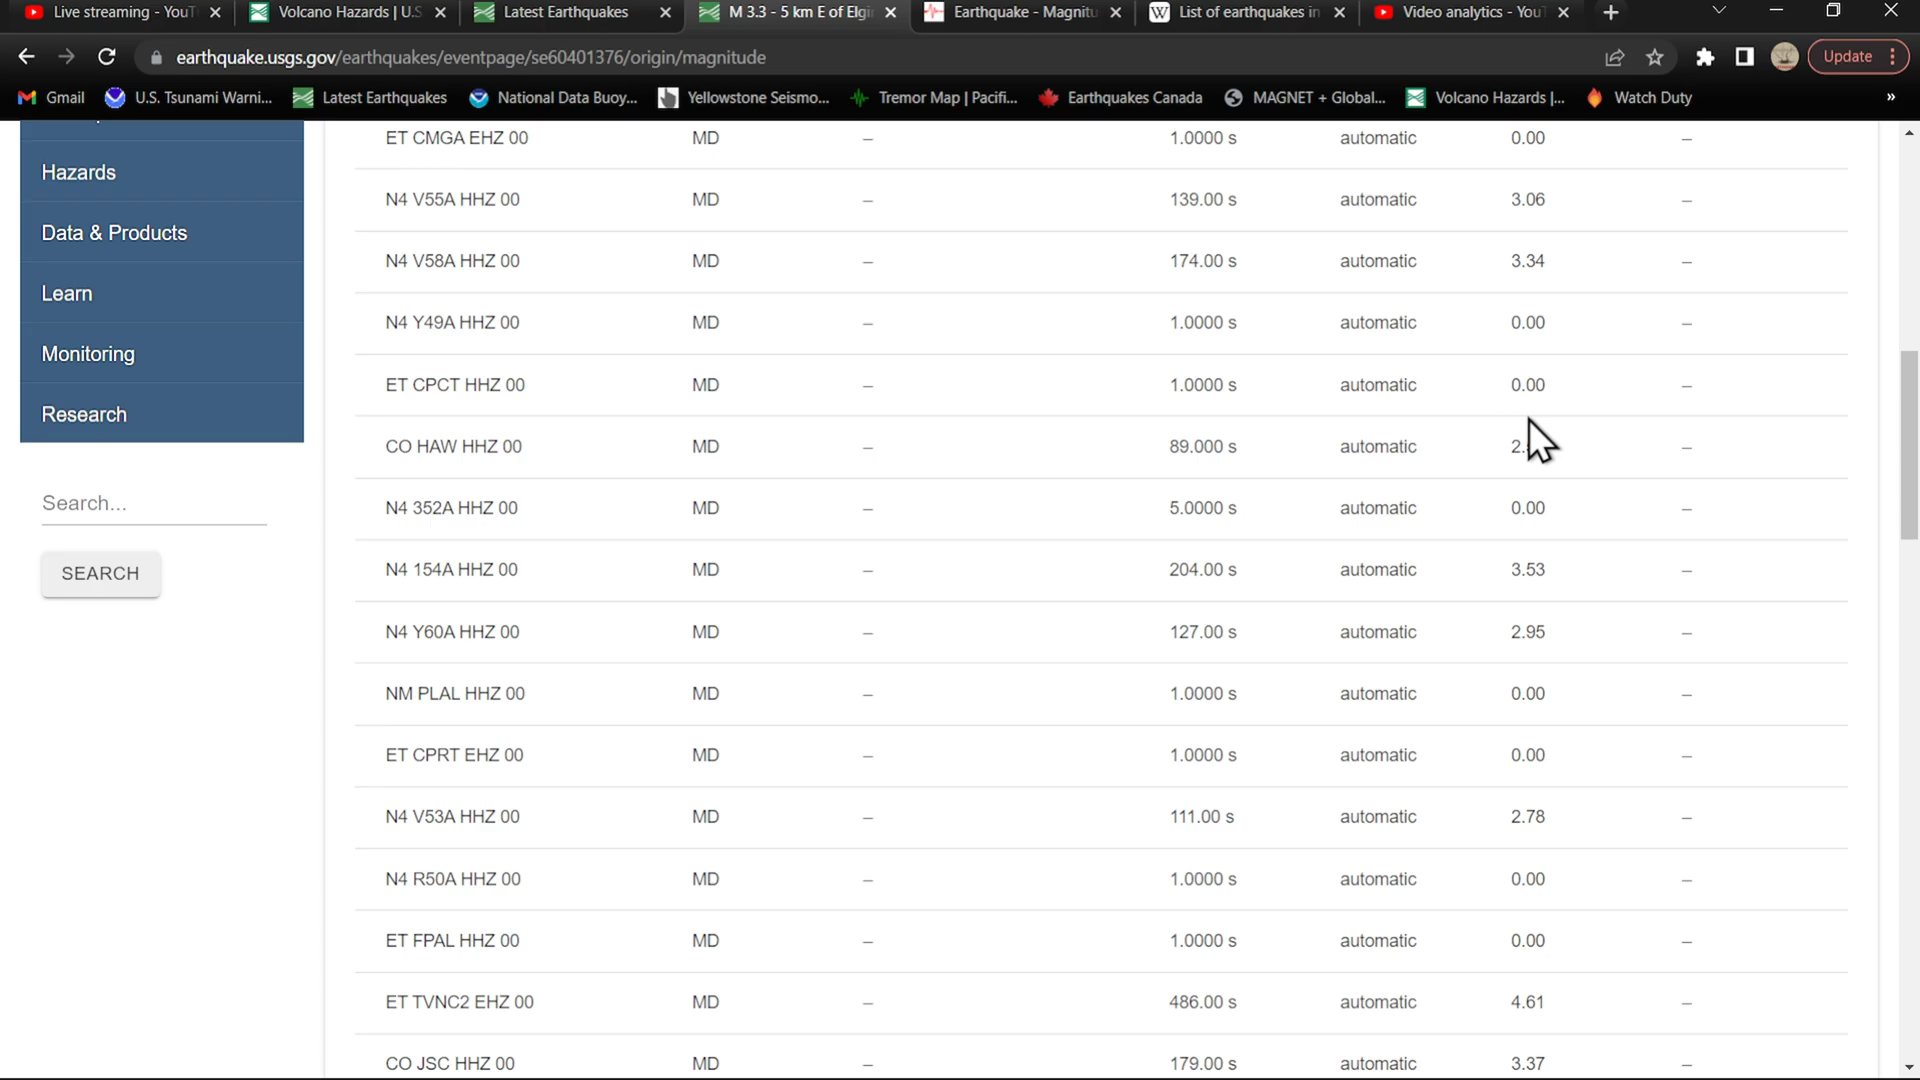 Live streaming - YouT
Volcano Hazards | U.S
Latest Earthquakes
M 3.3 - 5 km E of Elgi
Earthquake - Magnitu
W List of earthquakes in
Video analytics - YouT
earthquake.usgs.gov/earthquakes/eventpage/se60401376/origin/magnitude
Update
Gmail U.S. Tsunami Warni... Latest Earthquakes National Data Buoy... Yellowstone Seismo... Tremor Map | Pacifi... Earthquakes Canada MAGNET + Global... Volcano Hazards |... Watch Duty »
Hazards
Data & Products
Learn
Monitoring
Research
Search...
SEARCH
ET CMGA EHZ 00 MD – 1.0000 s automatic 0.00 –
N4 V55A HHZ 00 MD – 139.00 s automatic 3.06 –
N4 V58A HHZ 00 MD – 174.00 s automatic 3.34 –
N4 Y49A HHZ 00 MD – 1.0000 s automatic 0.00 –
ET CPCT HHZ 00 MD – 1.0000 s automatic 0.00 –
CO HAW HHZ 00 MD – 89.000 s automatic –
N4 352A HHZ 00 MD – 5.0000 s automatic 0.00 –
N4 154A HHZ 00 MD – 204.00 s automatic 3.53 –
N4 Y60A HHZ 00 MD – 127.00 s automatic 2.95 –
NM PLAL HHZ 00 MD – 1.0000 s automatic 0.00 –
ET CPRT EHZ 00 MD – 1.0000 s automatic 0.00 –
N4 V53A HHZ 00 MD – 111.00 s automatic 2.78 –
N4 R50A HHZ 00 MD – 1.0000 s automatic 0.00 –
ET FPAL HHZ 00 MD – 1.0000 s automatic 0.00 –
ET TVNC2 EHZ 00 MD – 486.00 s automatic 4.61 –
CO JSC HHZ 00 MD – 179.00 s automatic 3.37 –